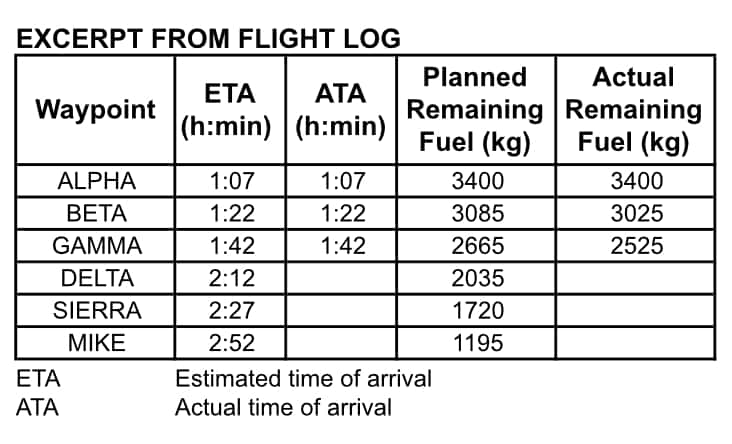 EXCERPT FROM FLIGHT LOG
Waypoint ETA (h:min) ATA (h:min) Planned Remaining Fuel (kg) Actual Remaining Fuel (kg)
ALPHA 1:07 1:07 3400 3400
BETA 1:22 1:22 3085 3025
GAMMA 1:42 1:42 2665 2525
DELTA 2:12 2035
SIERRA 2:27 1720
MIKE 2:52 1195
ETA Estimated time of arrival
ATA Actual time of arrival